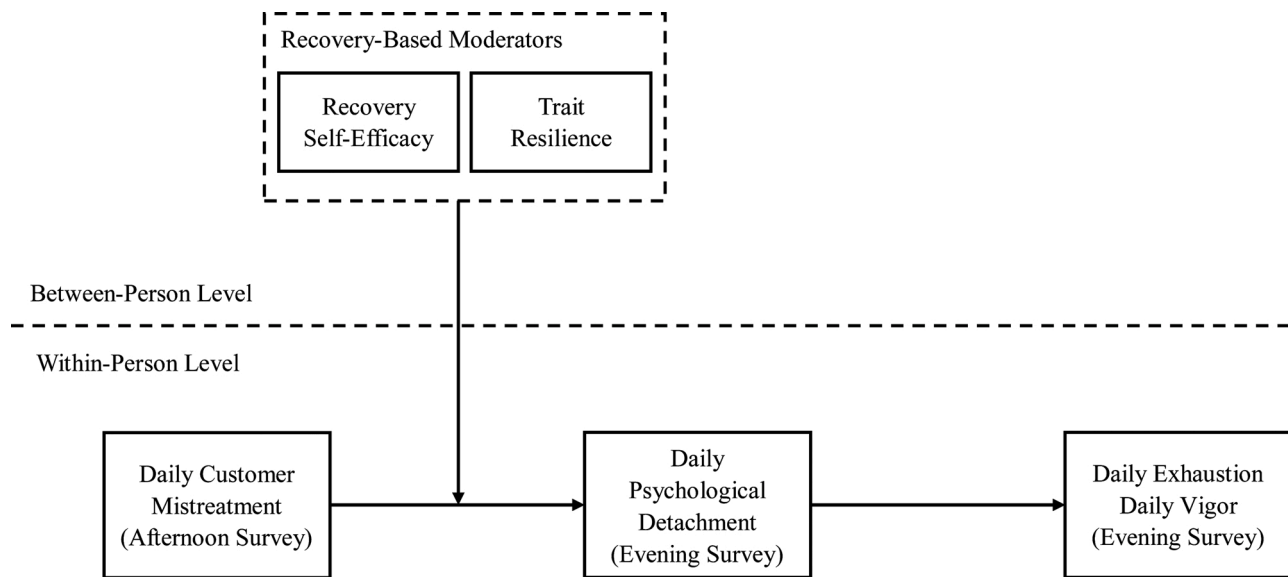 Recovery-Based Moderators
Recovery
Self-Efficacy
Trait
Resilience
Between-Person Level
Within-Person Level
Daily Customer
Mistreatment
(Afternoon Survey)
Daily
Psychological
Detachment
(Evening Survey)
Daily Exhaustion
Daily Vigor
(Evening Survey)